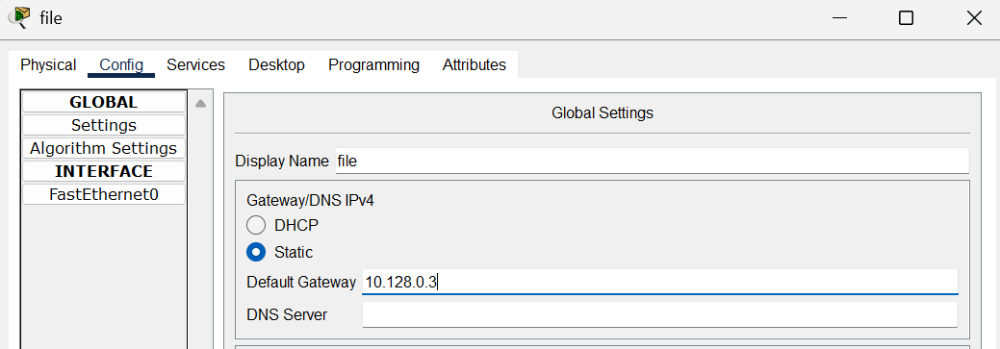 file
Physical Config Services Desktop Programming Attributes
GLOBAL
Settings
Algorithm Settings
INTERFACE
FastEthernet0
Global Settings
Display Name file
Gateway/DNS IPv4
DHCP
Static
Default Gateway 10.128.0.3
DNS Server